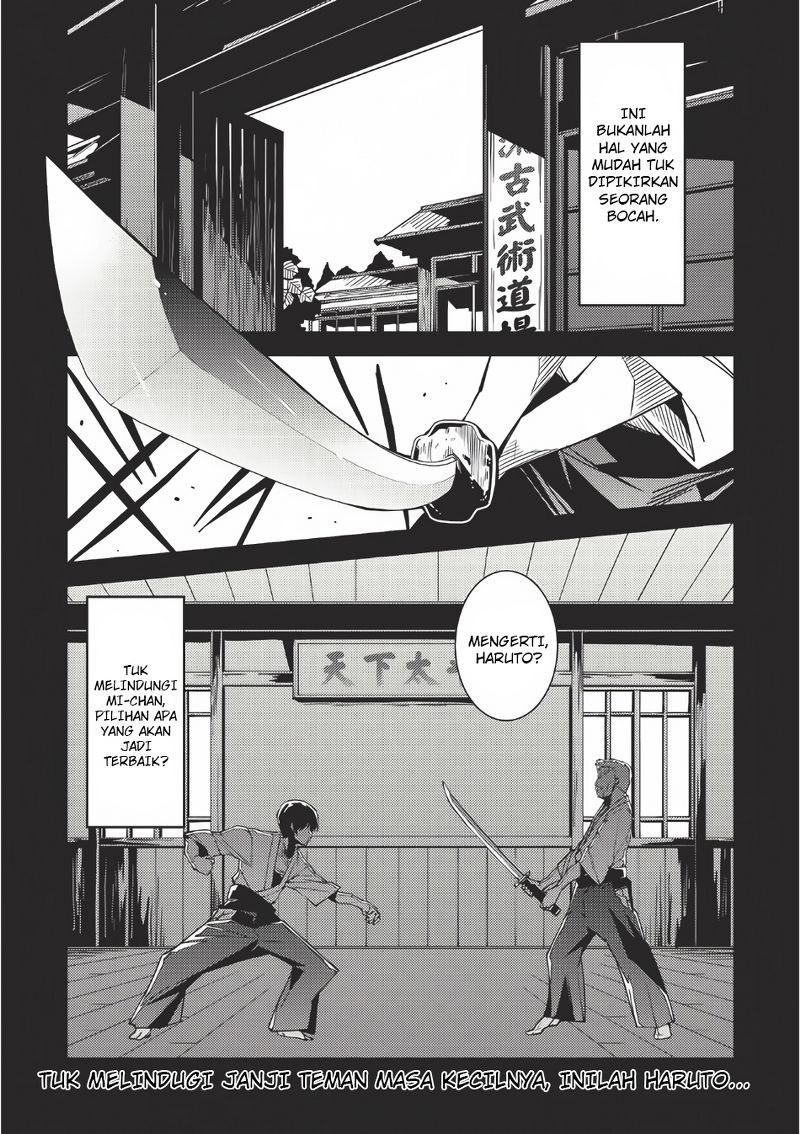 INI
BUKANLAH
HAL YANG
MUDAH TUK
DIPIKIRKAN
SEORANG
BOCAH.
古武術道場
MENGERTI,
HARUTO?
天下太
TUK
MELINDUNGI
MI-CHAN,
PILIHAN APA
YANG AKAN
JADI
TERBAIK?
TUK MELINDUGI JANJI TEMAN MASA KECILNYA, INILAH HARUTO...